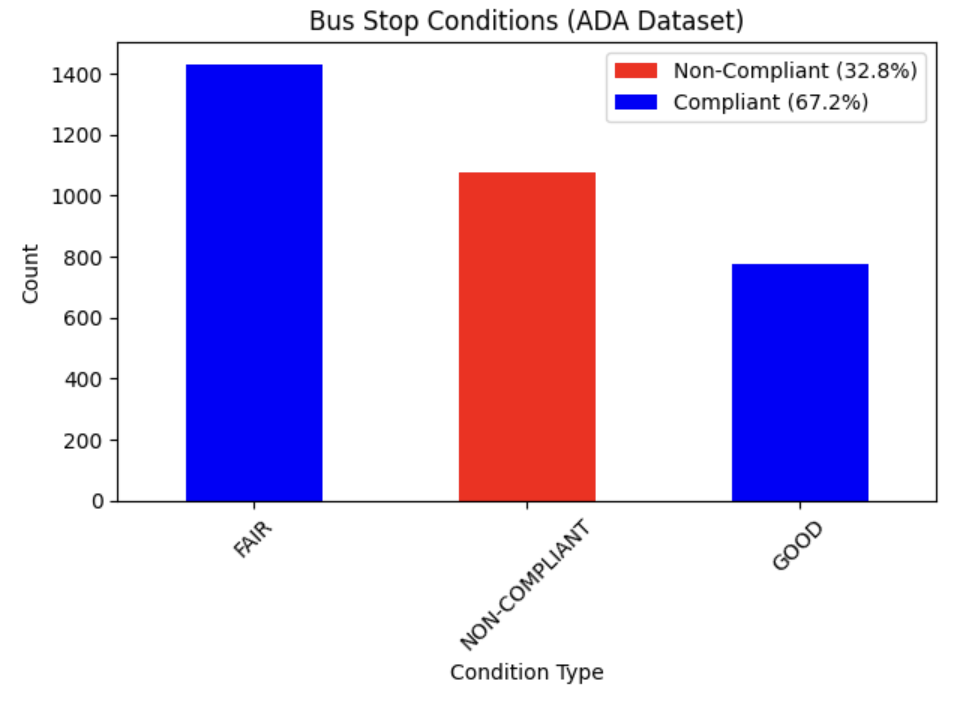 Bus Stop Conditions (ADA Dataset)
Non-Compliant (32.8%)
Compliant (67.2%)
Count
1400
1200
1000
800
600
400
200
0
FAIR
NON-COMPLIANT
GOOD
Condition Type